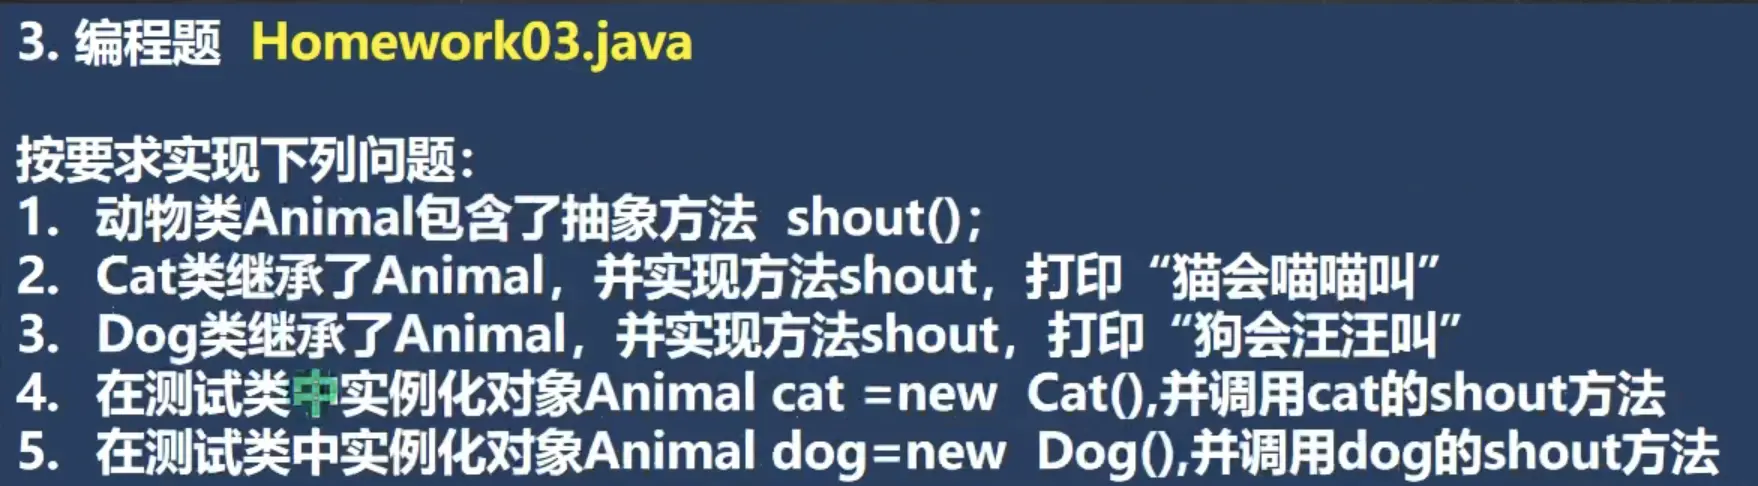 3. 编程题 Homework03.java
按要求实现下列问题：
1. 动物类Animal包含了抽象方法 shout();
2. Cat类继承了Animal，并实现方法shout，打印“猫会喵喵叫”
3. Dog类继承了Animal，并实现方法shout，打印“狗会汪汪叫”
4. 在测试类中实例化对象Animal cat =new Cat(),并调用cat的shout方法
5. 在测试类中实例化对象Animal dog=new Dog(),并调用dog的shout方法